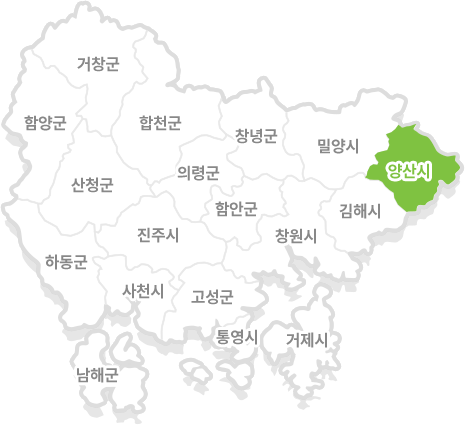 거창군
함양군
합천군
창녕군
밀양시
양산시
산청군
의령군
함안군
김해시
진주시
창원시
하동군
사천시
고성군
통영시
거제시
남해군